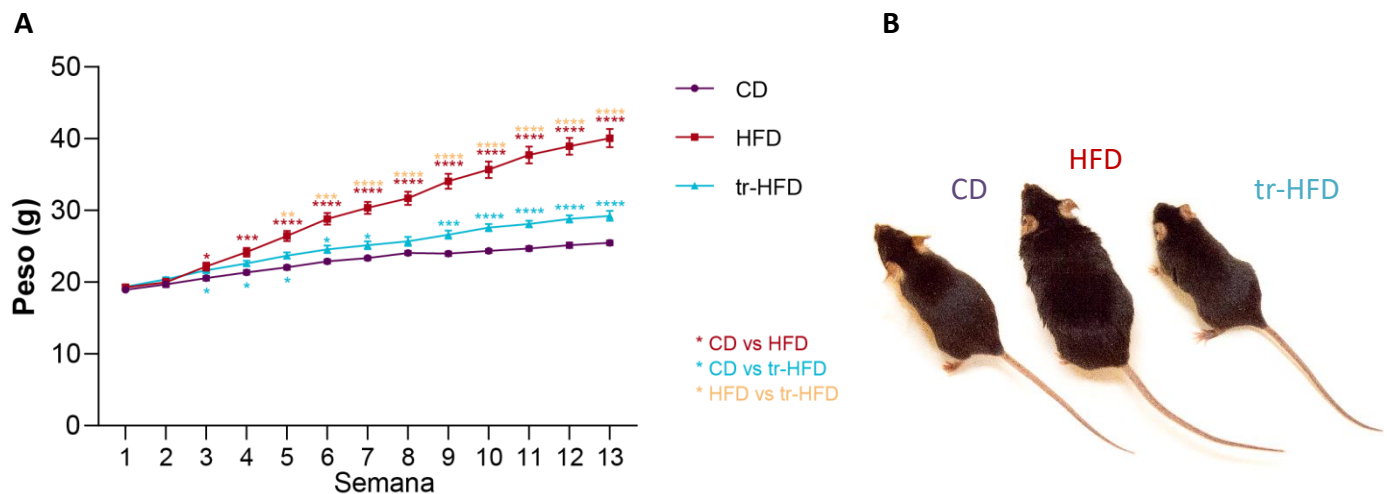 A
B
Peso (g)
50
40
30
20
10
0
* *** **** **** **** **** **** **** **** **** ****
** *** **** **** **** **** **** **** ****
* * * * * *** **** **** **** ****
1 2 3 4 5 6 7 8 9 10 11 12 13
Semana
CD
HFD
tr-HFD
* CD vs HFD
* CD vs tr-HFD
* HFD vs tr-HFD
CD
HFD
tr-HFD